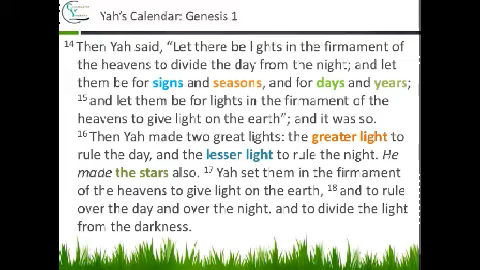 Yah's Calendar: Genesis 1
14 Then Yah said, “Let there be lights in the firmament of
the heavens to divide the day from the night; and let
them be for signs and seasons, and for days and years;
15 and let them be for lights in the firmament of the
heavens to give light on the earth”; and it was so.
16 Then Yah made two great lights: the greater light to
rule the day, and the lesser light to rule the night. He
made the stars also. 17 Yah set them in the firmament
of the heavens to give light on the earth, 18 and to rule
over the day and over the night, and to divide the light
from the darkness.